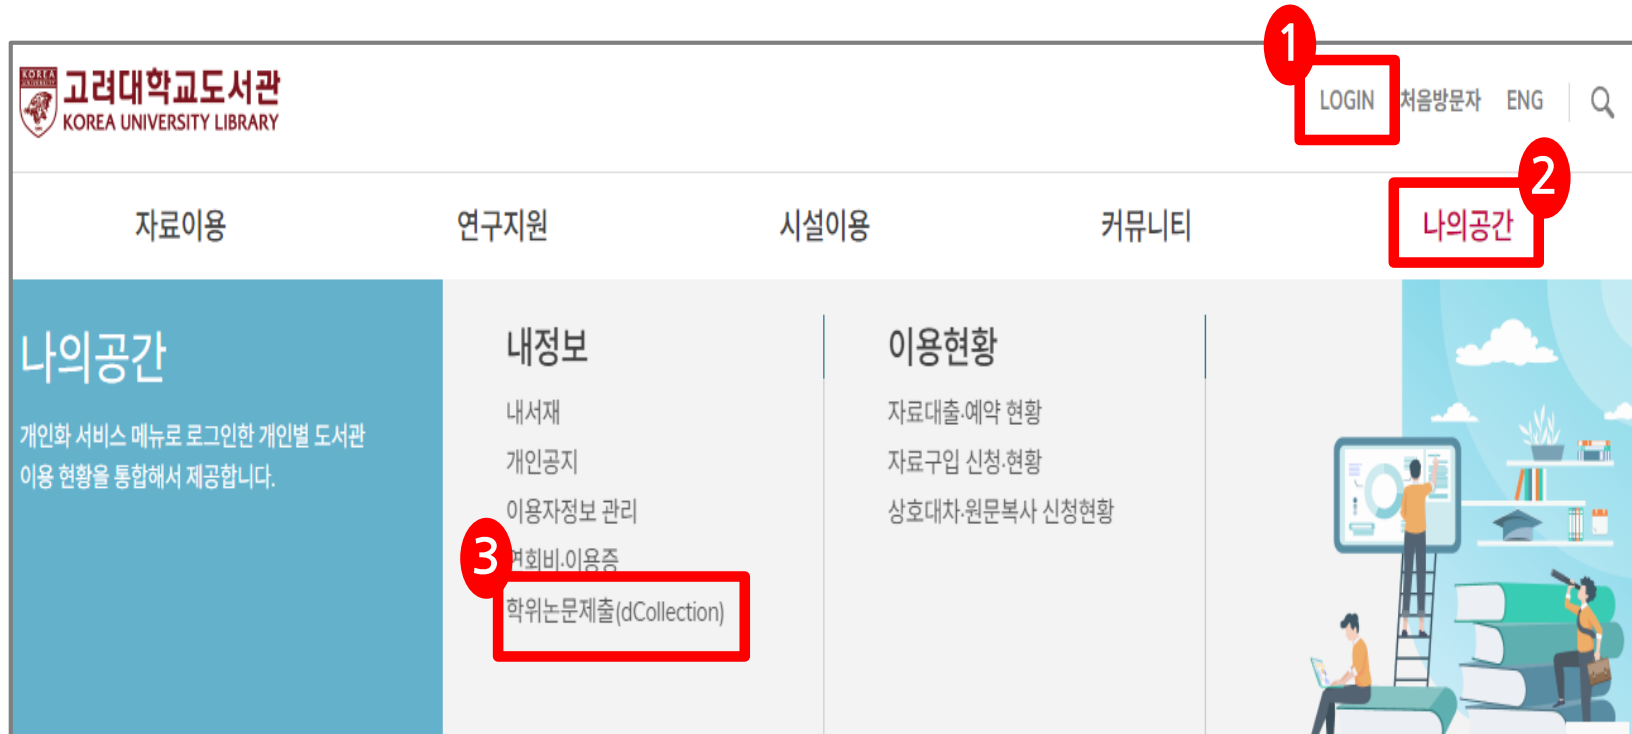 1
KOREA
고려대학교도서관
KOREA UNIVERSITY LIBRARY
LOGIN 처음방문자 ENG
2
자료이용 연구지원 시설이용 커뮤니티 나의공간
나의공간
개인화 서비스 메뉴로 로그인한 개인별 도서관
이용 현황을 통합해서 제공합니다.
내정보
내서재
개인공지
이용자정보 관리
3
연회비·이용증
학위논문제출(dCollection)
이용현황
자료대출·예약 현황
자료구입 신청·현황
상호대차·원문복사 신청현황